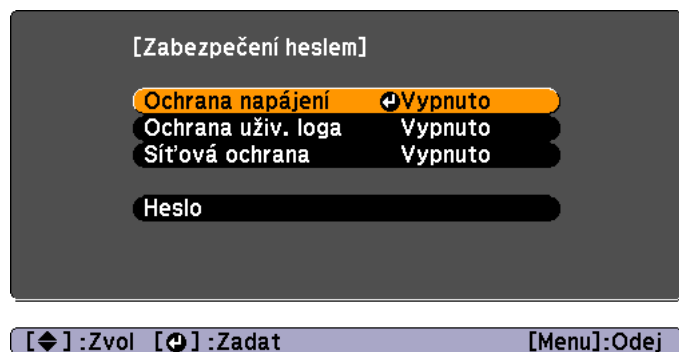 [Zabezpečení heslem]
Ochrana napájení Vypnuto
Ochrana uživ. loga Vypnuto
Síťová ochrana Vypnuto
Heslo
[◆]:Zvol [↵]:Zadat [Menu]:Odej